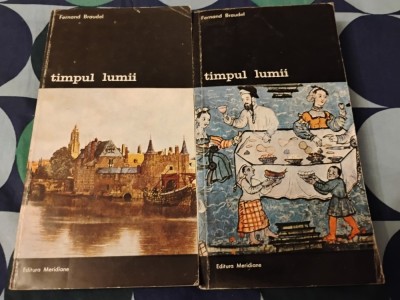 Fernand Braudel
timpul lumii
Editura Meridiane
Fernand Braudel
timpul lumii
Editura Meridiane